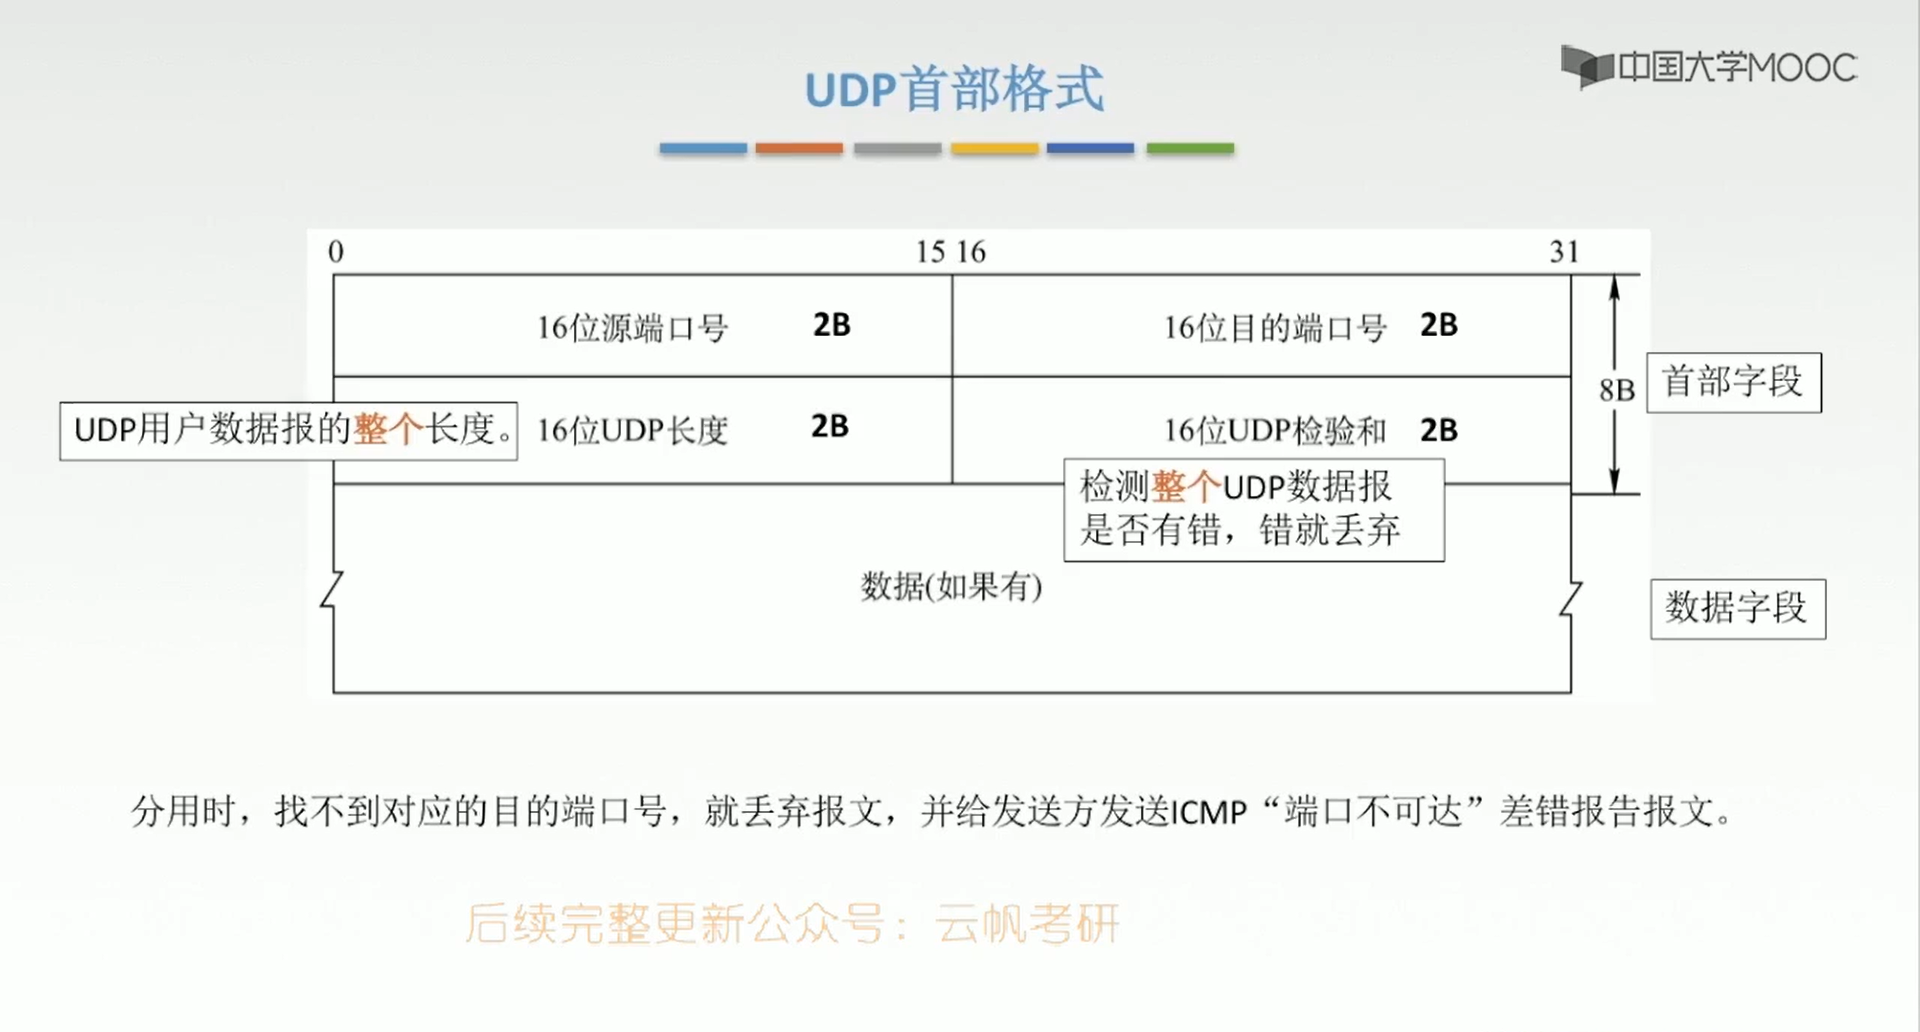 中国大学MOOC
UDP首部格式
0 15 16 31
16位源端口号 2B 16位目的端口号 2B
首部字段
8B
UDP用户数据报的整个长度。 16位UDP长度 2B 16位UDP检验和 2B
检测整个UDP数据报
是否有错，错就丢弃
数据(如果有)
数据字段
分用时，找不到对应的目的端口号，就丢弃报文，并给发送方发送ICMP“端口不可达”差错报告报文。
后续完整更新公众号：云帆考研